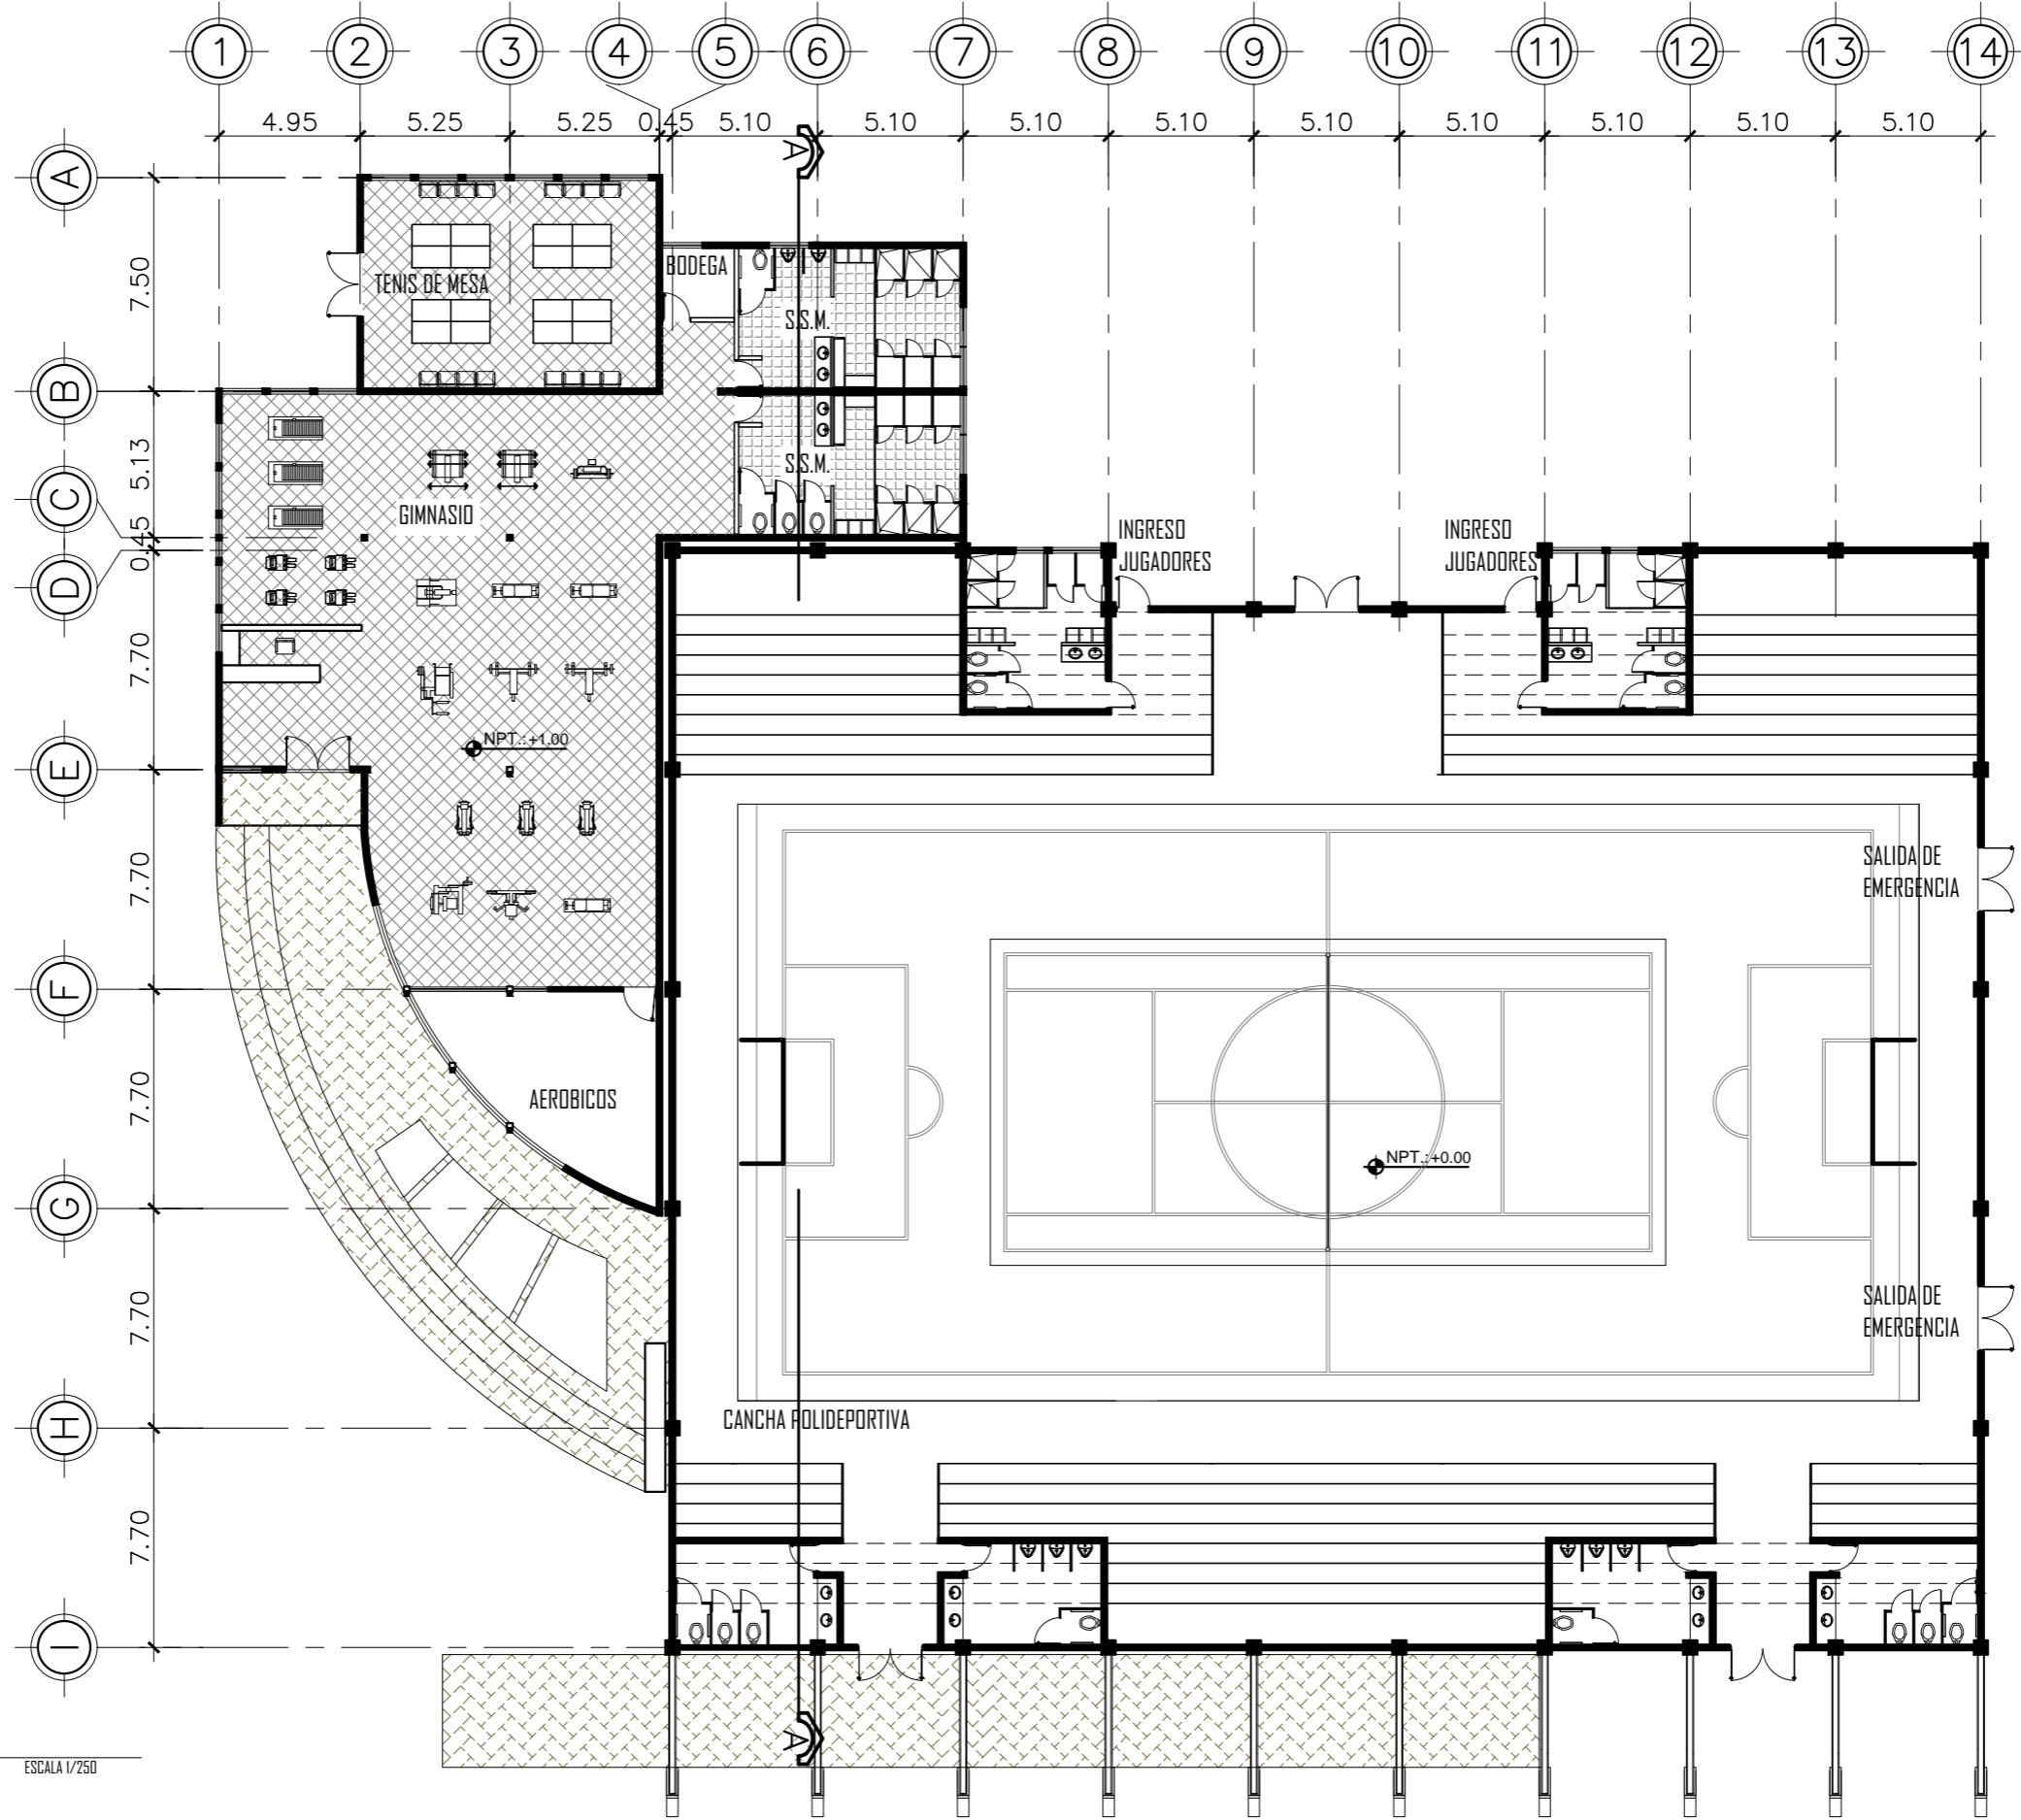 1 2 3 4 5 6 7 8 9 10 11 12 13 14
4.95 5.25 5.25 0.45 5.10 5.10 5.10 5.10 5.10 5.10 5.10 5.10 5.10
A
A
7.50
BODEGA
TENIS DE MESA
S.S.M.
B
5.13
S.S.M.
C
GIMNASIO
INGRESO
JUGADORES
INGRESO
JUGADORES
0.45
D
7.70
NPT.:+1.00
E
7.70
SALIDA DE
EMERGENCIA
F
7.70
AEROBICOS
NPT.:+0.00
G
7.70
SALIDA DE
EMERGENCIA
CANCHA POLIDEPORTIVA
H
7.70
I
A
ESCALA 1/250